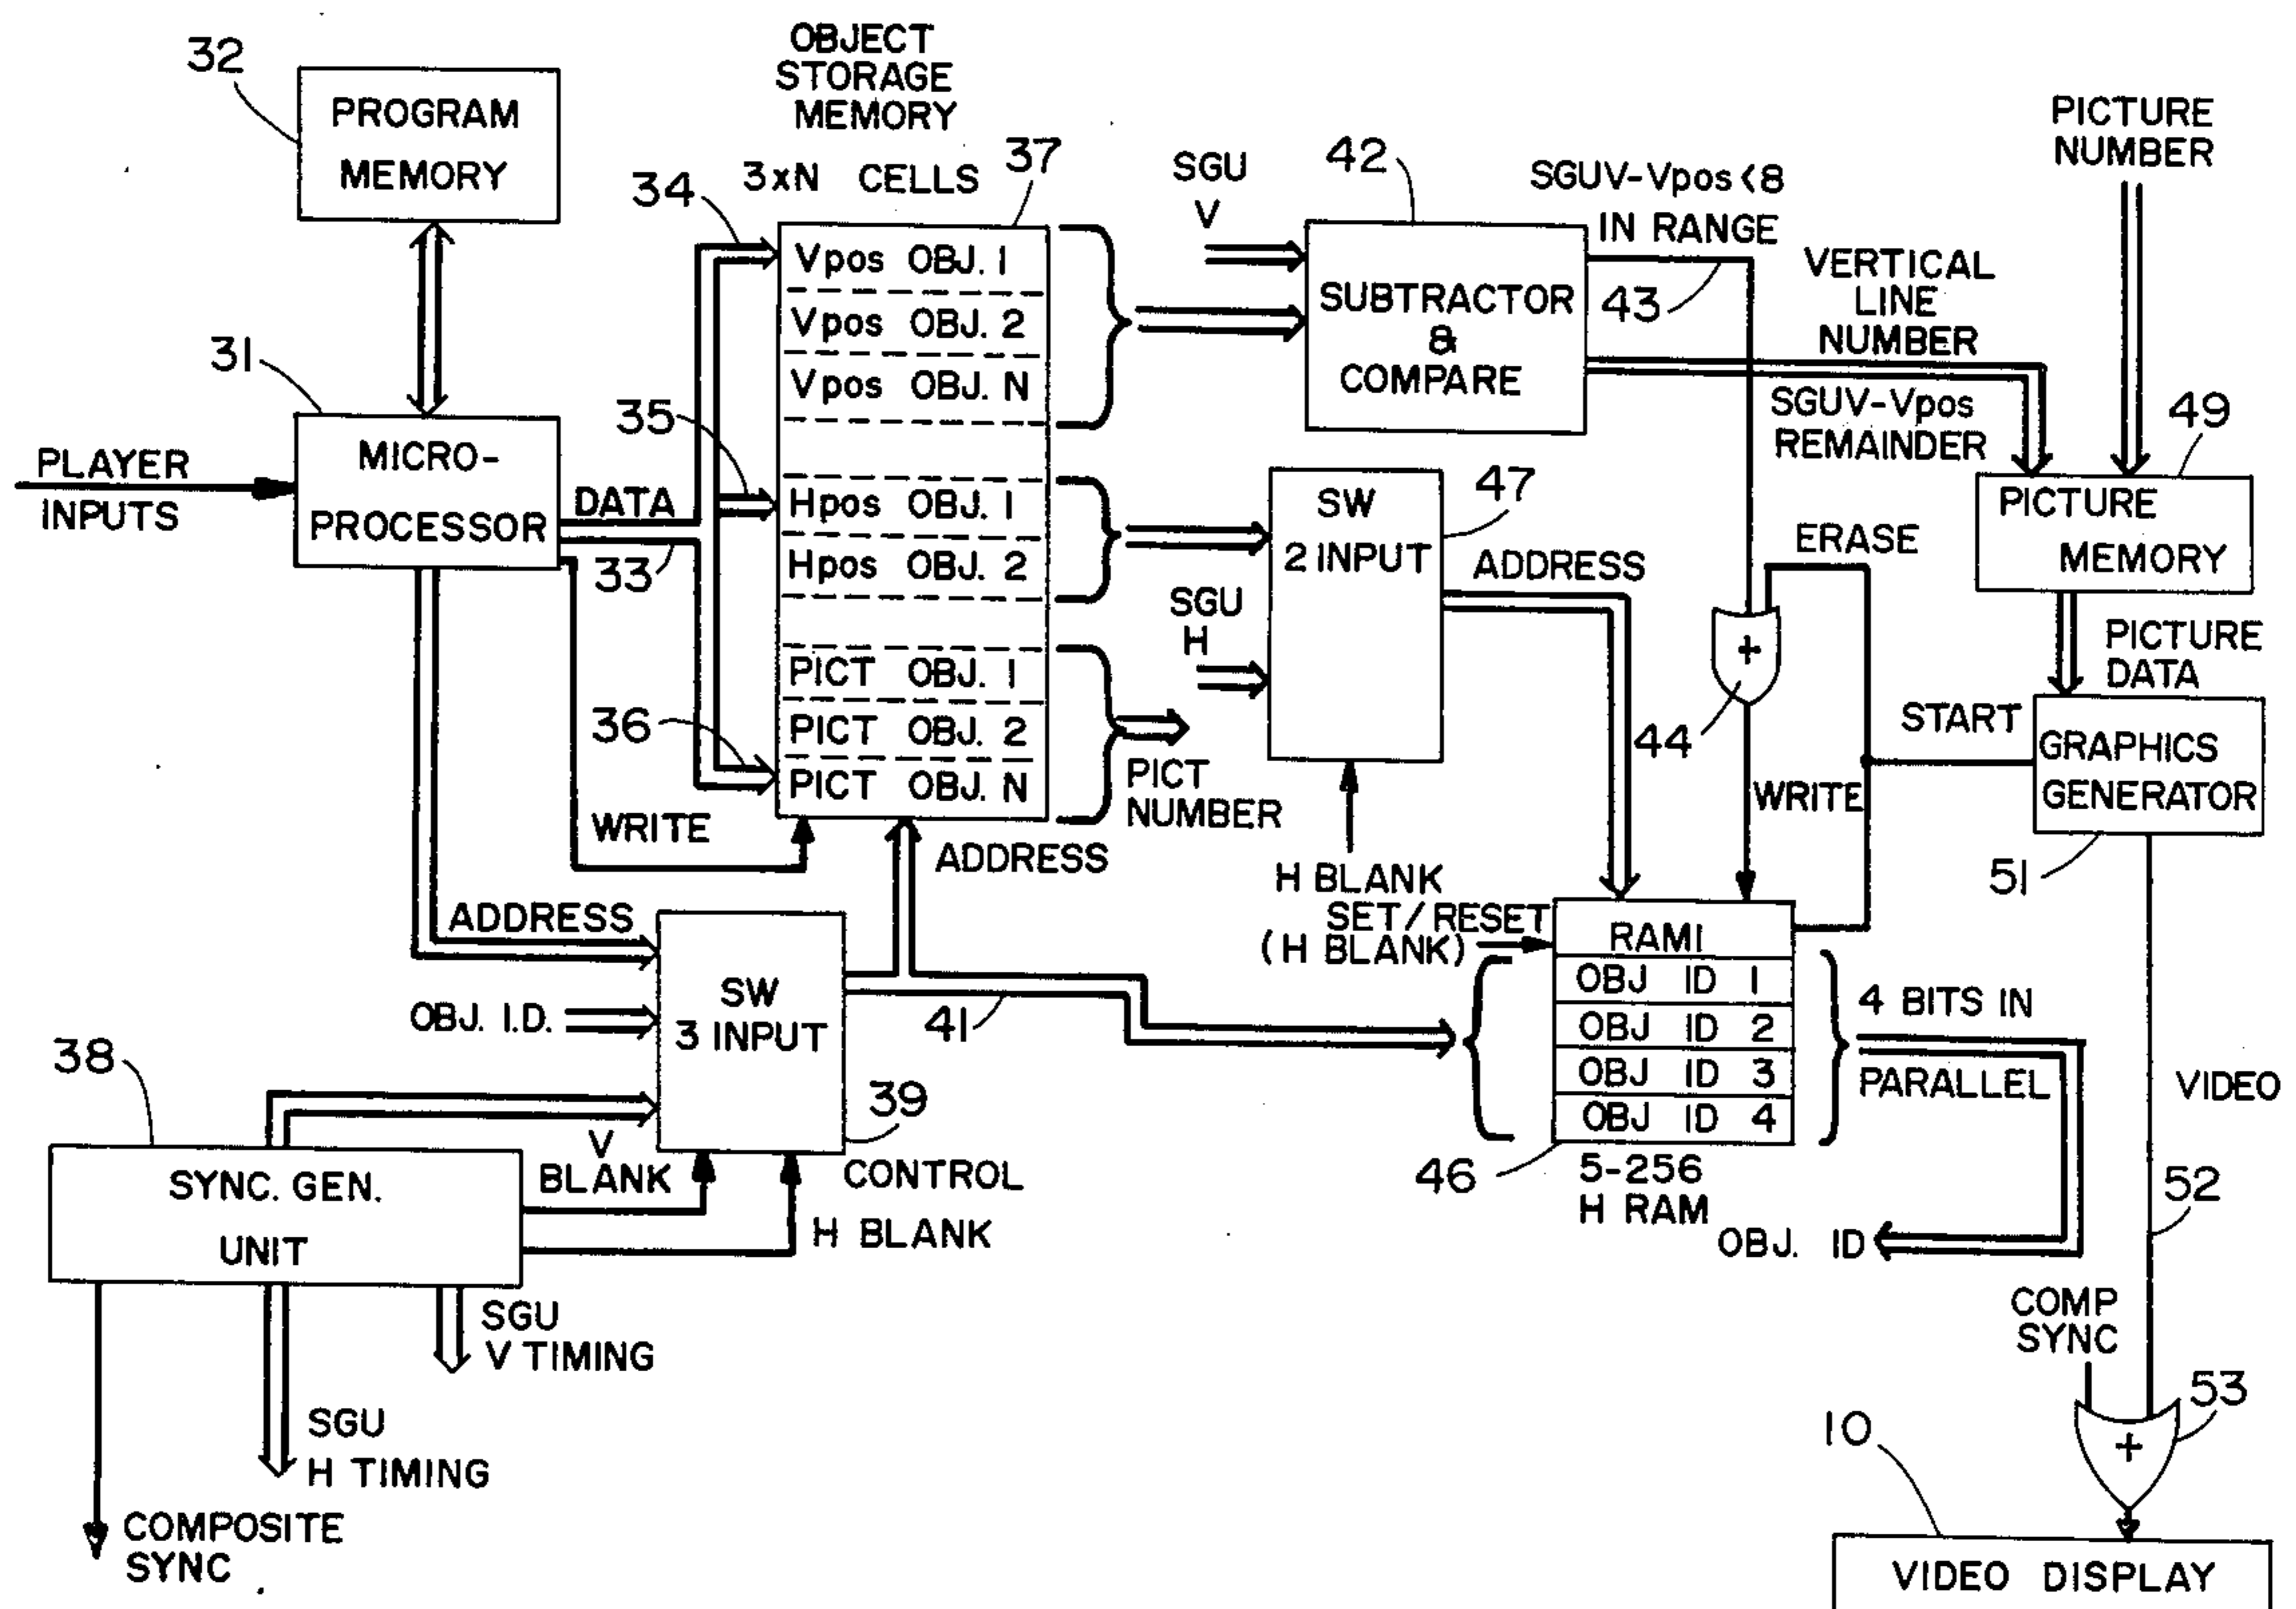 OBJECT
STORAGE
MEMORY
3xN CELLS
32
PROGRAM
MEMORY
31
MICRO-
PROCESSOR
PLAYER
INPUTS
DATA
33
34
35
36
37
Vpos OBJ. 1
Vpos OBJ. 2
Vpos OBJ. N
Hpos OBJ. 1
Hpos OBJ. 2
PICT OBJ. 1
PICT OBJ. 2
PICT OBJ. N
WRITE
ADDRESS
PICT
NUMBER
SGU
V
42
SUBTRACTOR
&
COMPARE
SGUV-Vpos<8
IN RANGE
43
VERTICAL
LINE
NUMBER
SGUV-Vpos
REMAINDER
PICTURE
NUMBER
49
PICTURE
MEMORY
SW
2 INPUT
47
SGU
H
ADDRESS
H BLANK
ERASE
+
44
WRITE
START
PICTURE
DATA
GRAPHICS
GENERATOR
51
ADDRESS
OBJ. I.D.
SW
3 INPUT
39
41
38
SYNC. GEN.
UNIT
V
BLANK
CONTROL
H BLANK
SGU
V TIMING
SGU
H TIMING
COMPOSITE
SYNC
SET/RESET
(H BLANK)
RAM1
OBJ ID 1
OBJ ID 2
OBJ ID 3
OBJ ID 4
46
5-256
H RAM
4 BITS IN
PARALLEL
OBJ. ID
VIDEO
52
COMP
SYNC
53
+
10
VIDEO DISPLAY